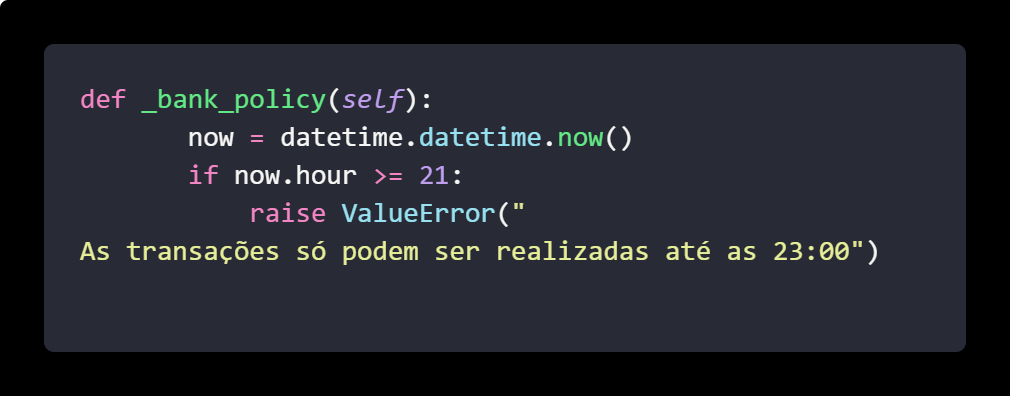 def _bank_policy(self):
       now = datetime.datetime.now()
       if now.hour >= 21:
           raise ValueError("
As transações só podem ser realizadas até as 23:00")